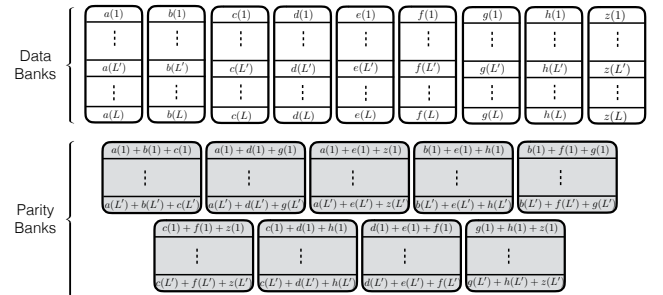 a(1) b(1) c(1) d(1) e(1) f(1) g(1) h(1) z(1)
Data
Banks
a(L′) b(L′) c(L′) d(L′) e(L′) f(L′) g(L′) h(L′) z(L′)
a(L) b(L) c(L) d(L) e(L) f(L) g(L) h(L) z(L)
a(1) + b(1) + c(1) a(1) + d(1) + g(1) a(1) + e(1) + z(1) b(1) + e(1) + h(1) b(1) + f(1) + g(1)
a(L′) + b(L′) + c(L′) a(L′) + d(L′) + g(L′) a(L′) + e(L′) + z(L′) b(L′) + e(L′) + h(L′) b(L′) + f(L′) + g(L′)
Parity
Banks
c(1) + f(1) + z(1) c(1) + d(1) + h(1) d(1) + e(1) + f(1) g(1) + h(1) + z(1)
c(L′) + f(L′) + z(L′) c(L′) + d(L′) + h(L′) d(L′) + e(L′) + f(L′) g(L′) + h(L′) + z(L′)